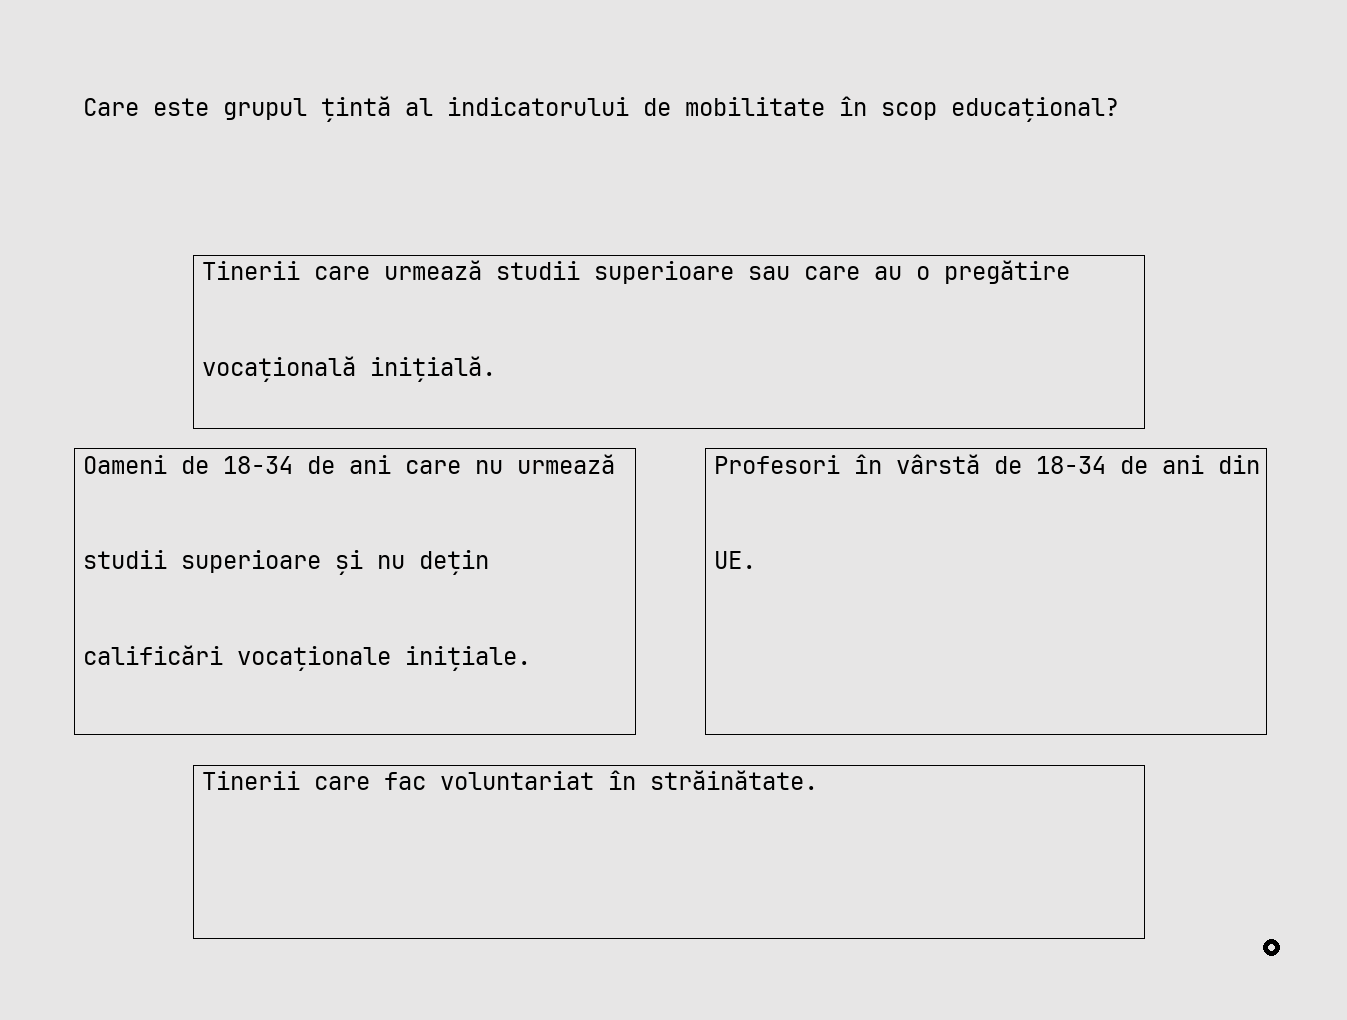 Care este grupul țintă al indicatorului de mobilitate în scop educațional?
Tinerii care urmează studii superioare sau care au o pregătire
vocațională inițială.
Oameni de 18-34 de ani care nu urmează
studii superioare și nu dețin
calificări vocaționale inițiale.
Profesori în vârstă de 18-34 de ani din
UE.
Tinerii care fac voluntariat în străinătate.